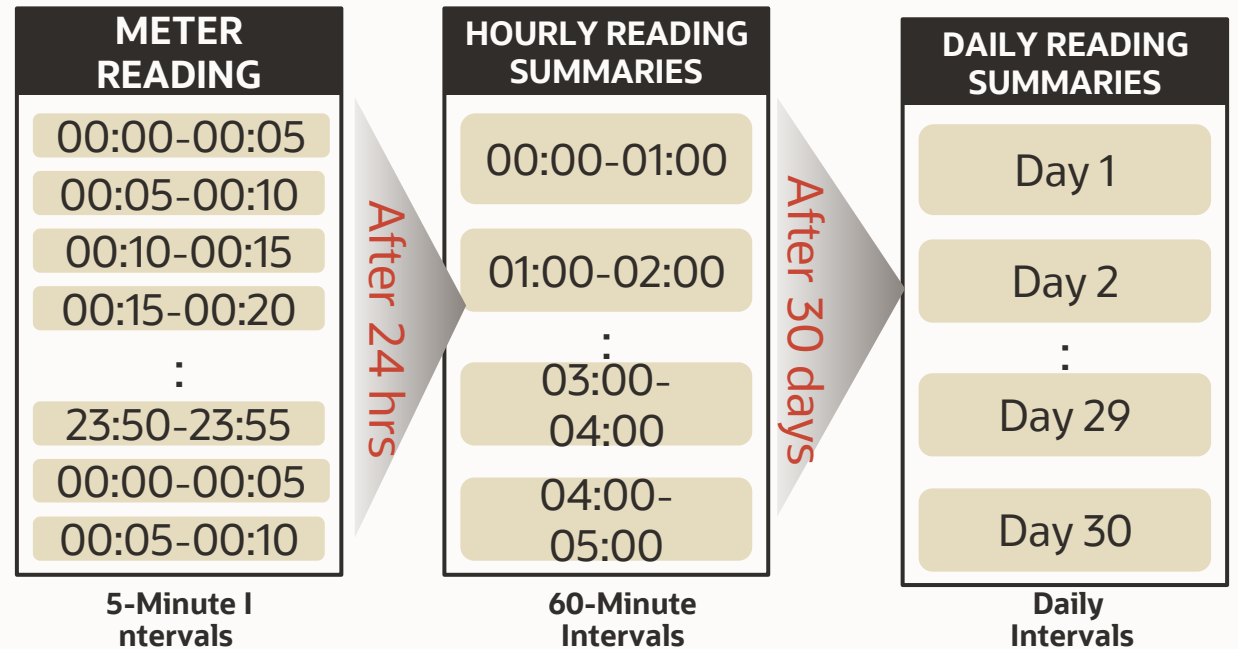 METER
READING
00:00-00:05
00:05-00:10
00:10-00:15
00:15-00:20
:
23:50-23:55
00:00-00:05
00:05-00:10
5-Minute I
ntervals
After 24 hrs
HOURLY READING
SUMMARIES
00:00-01:00
01:00-02:00
:
03:00-
04:00
04:00-
05:00
60-Minute
Intervals
After 30 days
DAILY READING
SUMMARIES
Day 1
Day 2
:
Day 29
Day 30
Daily
Intervals